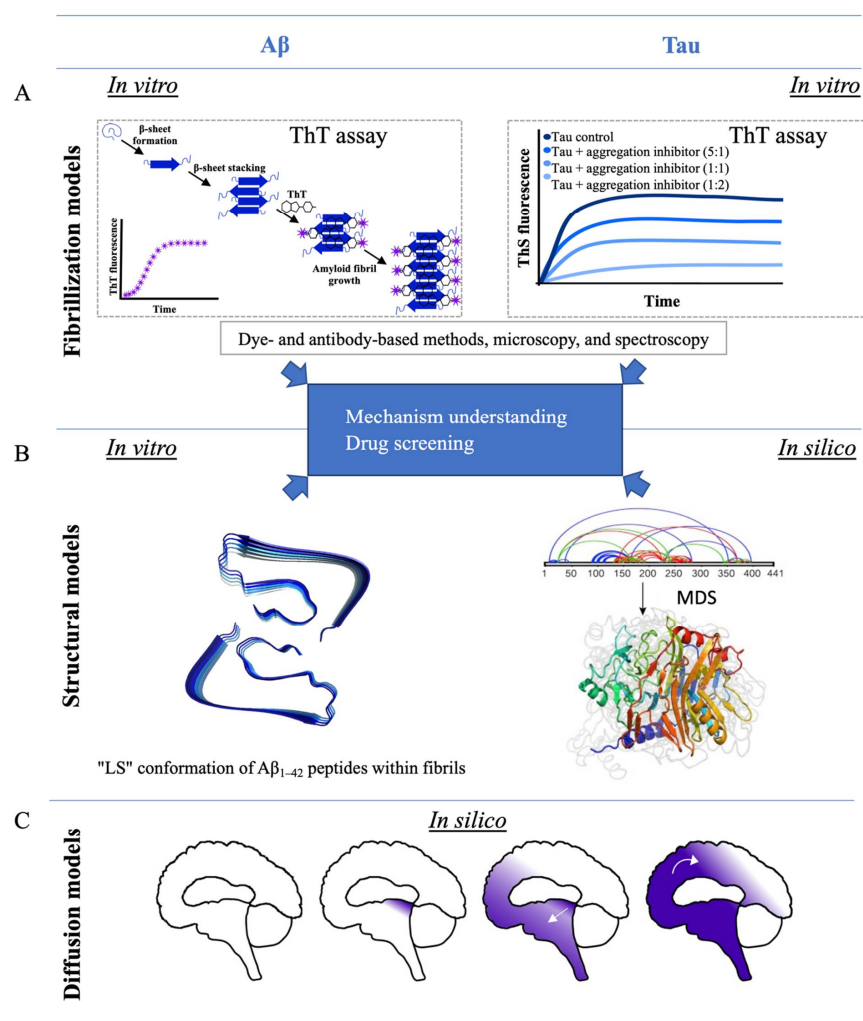 Aβ
Tau
A
In vitro
In vitro
Fibrillization models
ThT assay
β-sheet
formation
β-sheet stacking
ThT
Amyloid fibril
growth
ThT fluorescence
Time
ThT assay
Tau control
Tau + aggregation inhibitor (5:1)
Tau + aggregation inhibitor (1:1)
Tau + aggregation inhibitor (1:2)
ThS fluorescence
Time
Dye- and antibody-based methods, microscopy, and spectroscopy
Mechanism understanding
Drug screening
B
In vitro
In silico
Structural models
1 50 100 150 200 250 300 350 400 441
MDS
"LS" conformation of Aβ1–42 peptides within fibrils
C
In silico
Diffusion models